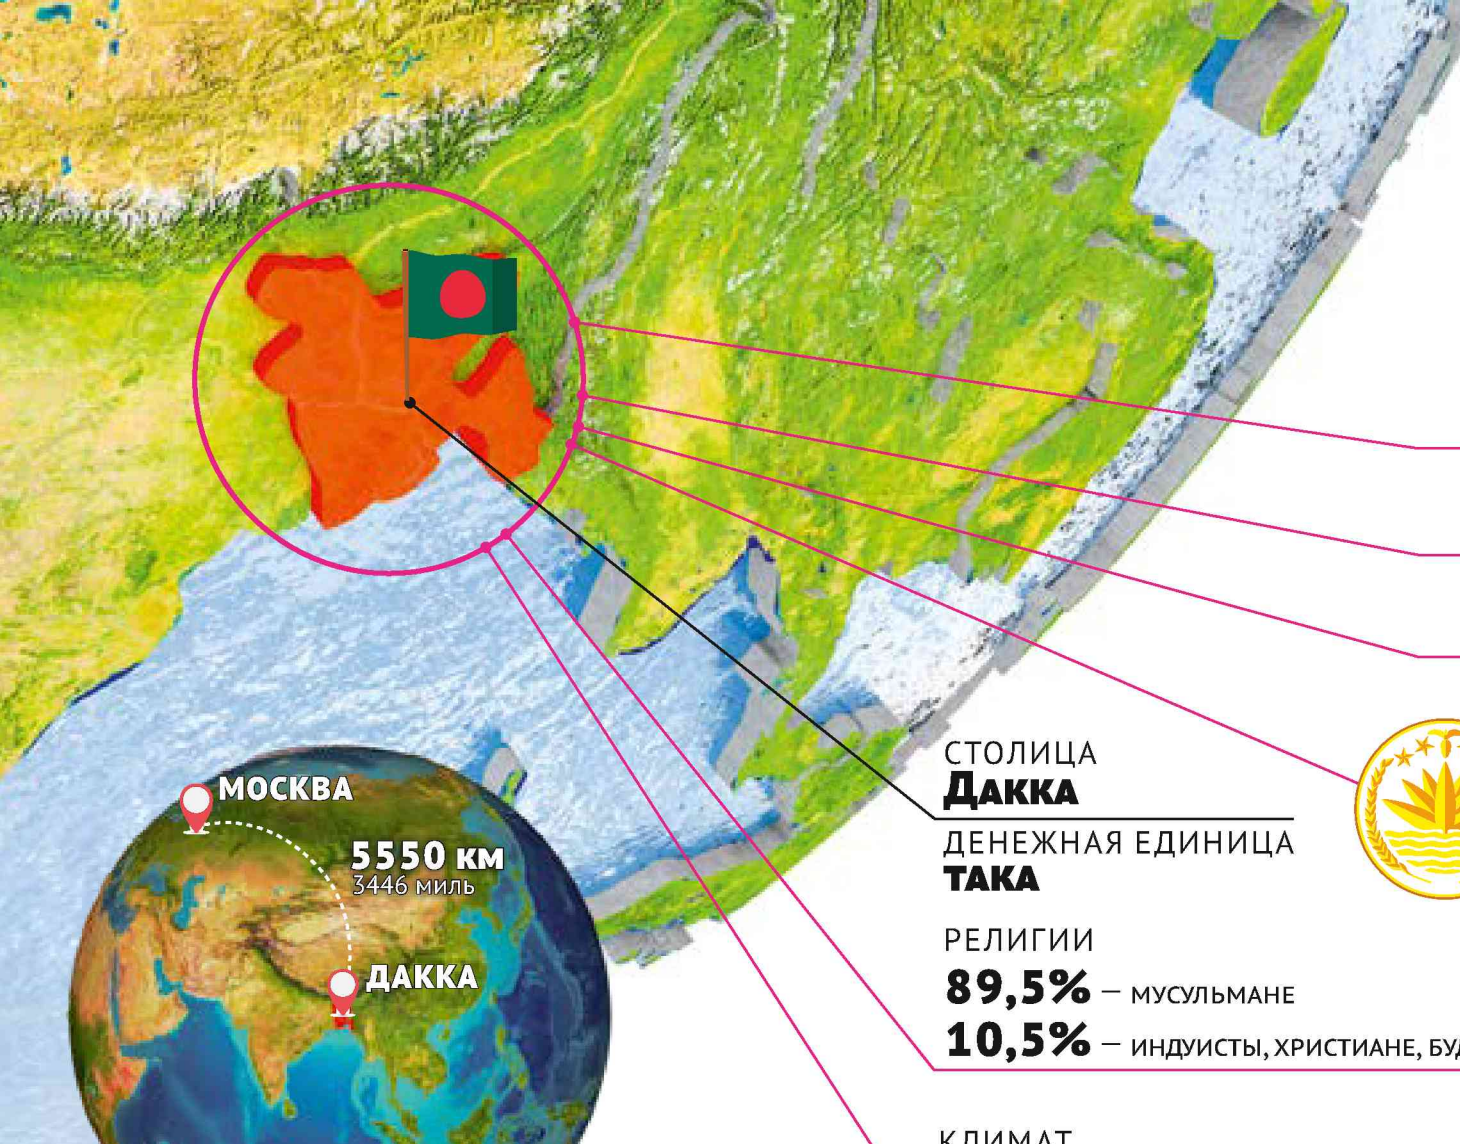 МОСКВА
5550 км
3446 миль
ДАККА
СТОЛИЦА
ДАККА
ДЕНЕЖНАЯ ЕДИНИЦА
ТАКА
РЕЛИГИИ
89,5% – МУСУЛЬМАНЕ
10,5% – ИНДУИСТЫ, ХРИСТИАНЕ,
КЛИМАТ